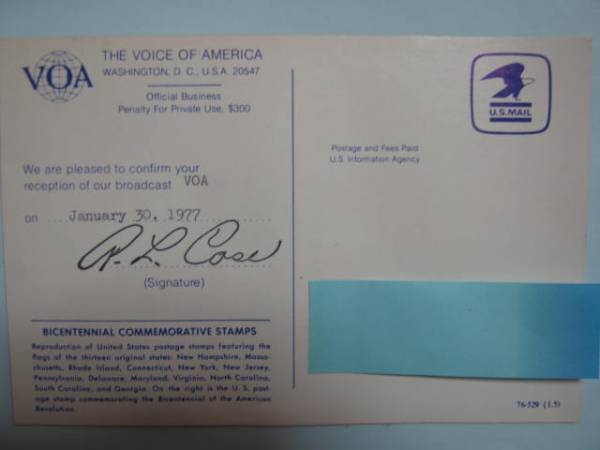 VOA
THE VOICE OF AMERICA
WASHINGTON, D. C., U.S.A. 20547
Official Business
Penalty For Private Use, $300
U.S.MAIL
Postage and Fees Paid
U.S. Information Agency
We are pleased to confirm your
reception of our broadcast VOA
on January 30, 1977
R. L. Case
(Signature)
BICENTENNIAL COMMEMORATIVE STAMPS
Reproduction of United States postage stamps featuring the
flags of the thirteen original states: New Hampshire, Massa-
chusetts, Rhode Island, Connecticut, New York, New Jersey,
Pennsylvania, Delaware, Maryland, Virginia, North Carolina,
South Carolina, and Georgia. On the right is the U.S. post-
age stamp commemorating the Bicentennial of the American
Revolution.
76-529 (1.5)